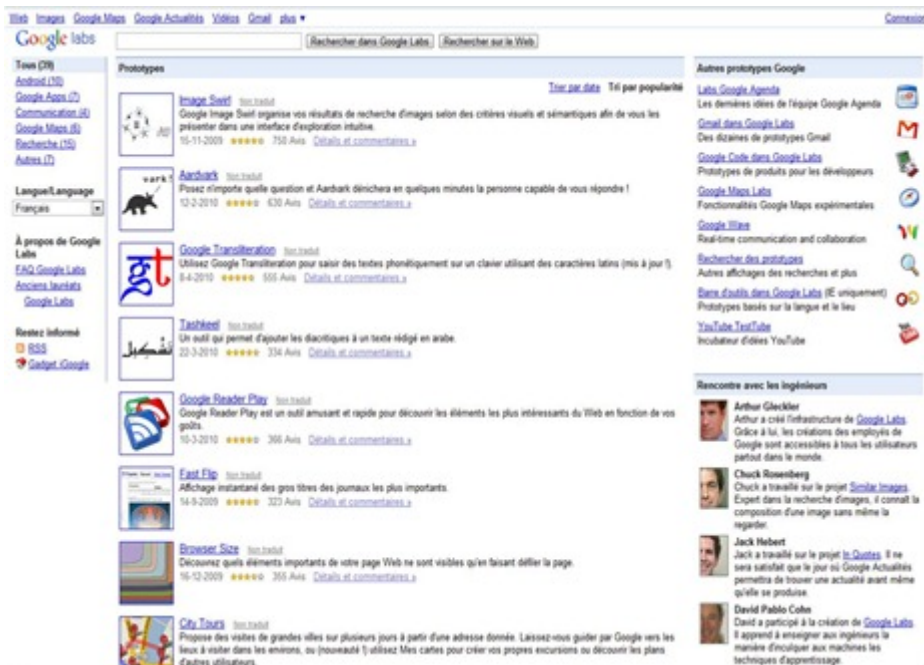 Web Images Google Maps Google Actualités Vidéos Gmail plus ▼
Connexion
Google labs
Rechercher dans Google Labs
Rechercher sur le Web
Tous (39)
Android (10)
Google Apps (7)
Communication (4)
Google Maps (6)
Recherche (15)
Autres (7)
Langue/Language
Français
À propos de Google
Labs
FAQ Google Labs
Anciens lauréats
Google Labs
Restez informé
RSS
Gadget iGoogle
Prototypes
Trier par date Tri par popularité
Image Swirl Non traduit
Google Image Swirl organise vos résultats de recherche d'images selon des critères visuels et sémantiques afin de vous les
présenter dans une interface d'exploration intuitive.
15-11-2009 750 Avis Détails et commentaires »
vark!
Aardvark Non traduit
Posez n'importe quelle question et Aardvark dénichera en quelques minutes la personne capable de vous répondre !
12-2-2010 630 Avis Détails et commentaires »
Google Transliteration Non traduit
Utilisez Google Transliteration pour saisir des textes phonétiquement sur un clavier utilisant des caractères latins (mis à jour !).
8-4-2010 555 Avis Détails et commentaires »
تشكيل
Tashkeel Non traduit
Un outil qui permet d'ajouter les diacritiques à un texte rédigé en arabe.
22-3-2010 334 Avis Détails et commentaires »
Google Reader Play Non traduit
Google Reader Play est un outil amusant et rapide pour découvrir les éléments les plus intéressants du Web en fonction de vos
goûts.
10-3-2010 366 Avis Détails et commentaires »
Fast Flip Non traduit
Affichage instantané des gros titres des journaux les plus importants.
14-9-2009 323 Avis Détails et commentaires »
Browser Size Non traduit
Découvrez quels éléments importants de votre page Web ne sont visibles qu'en faisant défiler la page.
16-12-2009 355 Avis Détails et commentaires »
City Tours Non traduit
Propose des visites de grandes villes sur plusieurs jours à partir d'une adresse donnée. Laissez-vous guider par Google vers les
lieux à visiter dans les environs, ou (nouveauté !) utilisez Mes cartes pour créer vos propres excursions ou découvrir les plans
d'autres utilisateurs.
Autres prototypes Google
Labs Google Agenda
Les dernières idées de l'équipe Google Agenda
Gmail dans Google Labs
Des dizaines de prototypes Gmail
Google Code dans Google Labs
Prototypes de produits pour les développeurs
Google Maps Labs
Fonctionnalités Google Maps expérimentales
Google Wave
Real-time communication and collaboration
Rechercher des prototypes
Autres affichages des recherches et plus
Barre d'outils dans Google Labs (IE uniquement)
Prototypes basés sur la langue et le lieu
YouTube TestTube
Incubateur d'idées YouTube
Rencontre avec les ingénieurs
Arthur Gleckler
Arthur a créé l'infrastructure de Google Labs.
Grâce à lui, les créations des employés de
Google sont accessibles à tous les utilisateurs
partout dans le monde.
Chuck Rosenberg
Chuck a travaillé sur le projet Similar Images.
Expert dans la recherche d'images, il connaît la
composition d'une image sans même la
regarder.
Jack Hebert
Jack a travaillé sur le projet In Quotes. Il ne
sera satisfait que le jour où Google Actualités
permettra de trouver une actualité avant même
qu'elle se produise.
David Pablo Cohn
David a participé à la création de Google Labs.
Il apprend à enseigner aux ingénieurs la
manière d'inculquer aux machines les
techniques d'apprentissage.